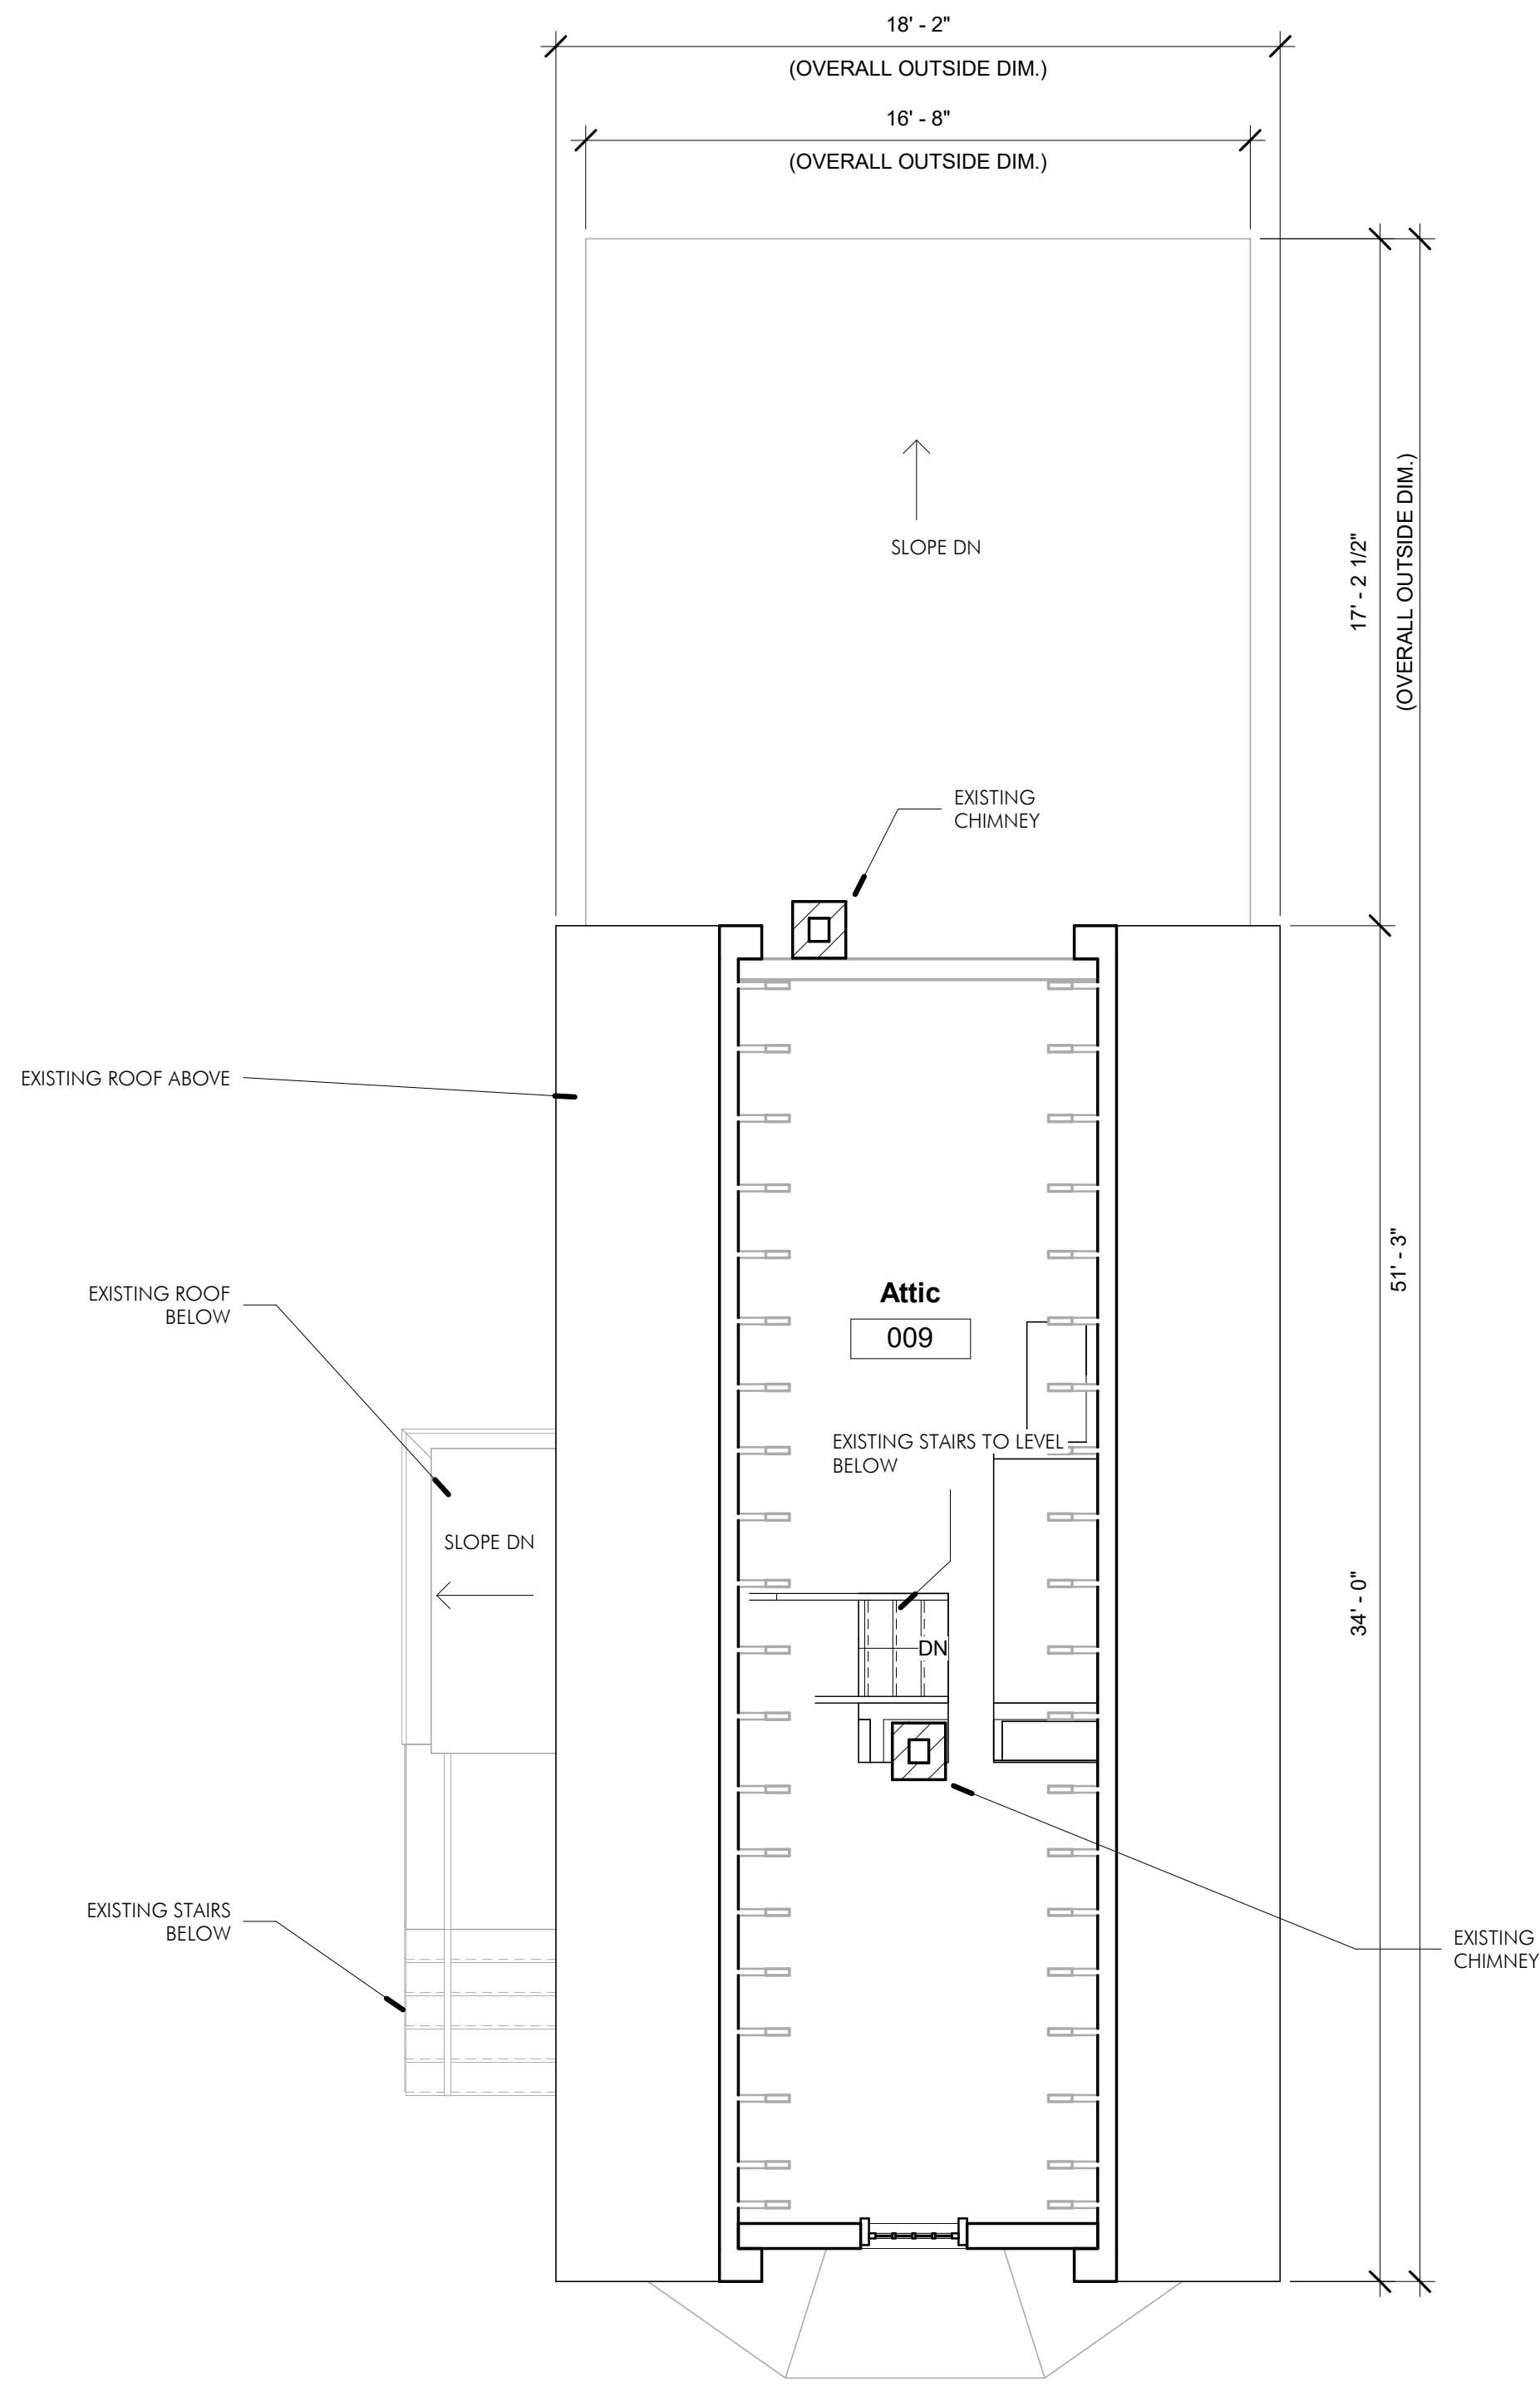 18' - 2"
(OVERALL OUTSIDE DIM.)
16' - 8"
(OVERALL OUTSIDE DIM.)
SLOPE DN
17' - 2 1/2"
(OVERALL OUTSIDE DIM.)
EXISTING
CHIMNEY
EXISTING ROOF ABOVE
51' - 3"
EXISTING ROOF
BELOW
Attic
009
EXISTING STAIRS TO LEVEL
BELOW
SLOPE DN
34' - 0"
DN
EXISTING STAIRS
BELOW
EXISTING
CHIMNEY